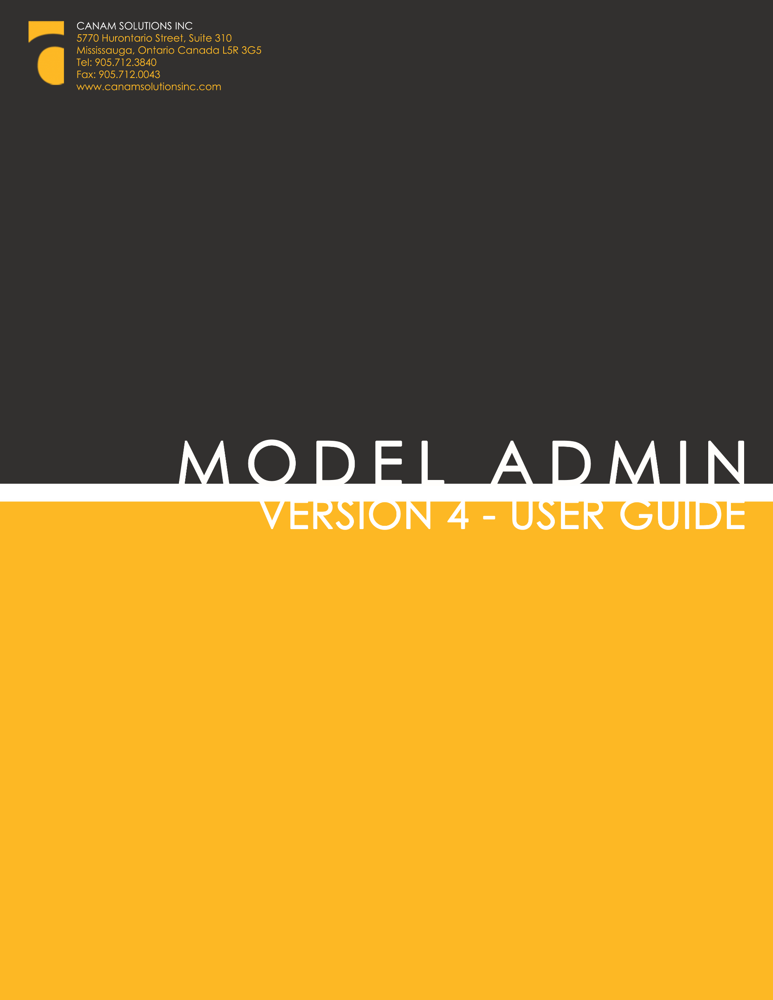 CANAM SOLUTIONS INC
5770 Hurontario Street, Suite 310
Mississauga, Ontario Canada L5R 3G5
Tel: 905.712.3840
Fax: 905.712.0043
www.canamsolutionsinc.com
MODEL ADMIN
VERSION 4 - USER GUIDE